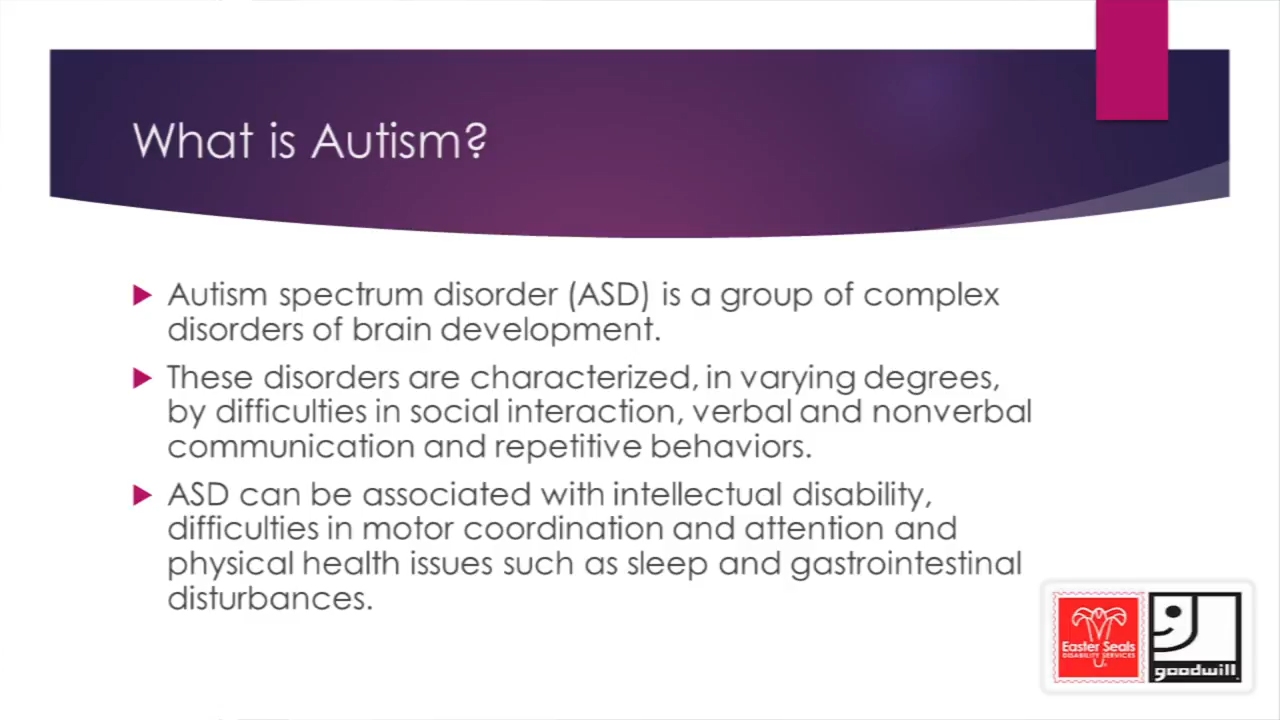 What is Autism?
Autism spectrum disorder (ASD) is a group of complex
disorders of brain development.
These disorders are characterized, in varying degrees,
by difficulties in social interaction, verbal and nonverbal
communication and repetitive behaviors.
ASD can be associated with intellectual disability,
difficulties in motor coordination and attention and
physical health issues such as sleep and gastrointestinal
disturbances.
Easter Seals
DISABILITY SERVICES
goodwill